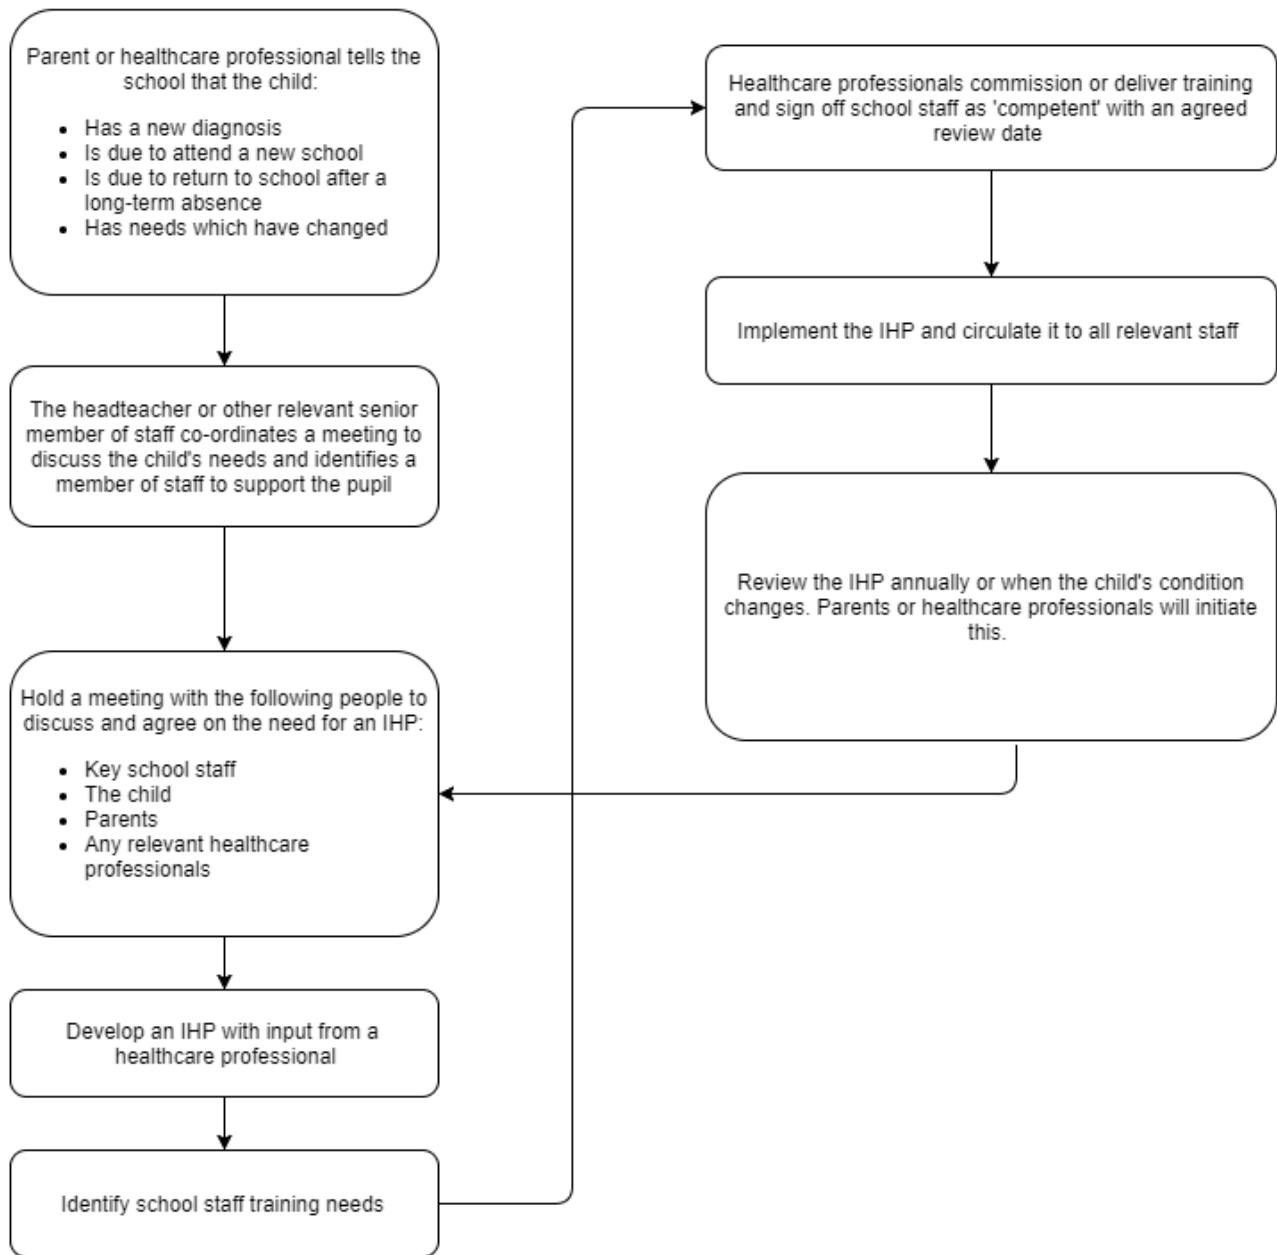 Parent or healthcare professional tells the
school that the child:
• Has a new diagnosis
• Is due to attend a new school
• Is due to return to school after a
long-term absence
• Has needs which have changed
The headteacher or other relevant senior
member of staff co-ordinates a meeting to
discuss the child's needs and identifies a
member of staff to support the pupil
Hold a meeting with the following people to
discuss and agree on the need for an IHP:
• Key school staff
• The child
• Parents
• Any relevant healthcare
professionals
Develop an IHP with input from a
healthcare professional
Identify school staff training needs
Healthcare professionals commission or deliver training
and sign off school staff as 'competent' with an agreed
review date
Implement the IHP and circulate it to all relevant staff
Review the IHP annually or when the child's condition
changes. Parents or healthcare professionals will initiate
this.